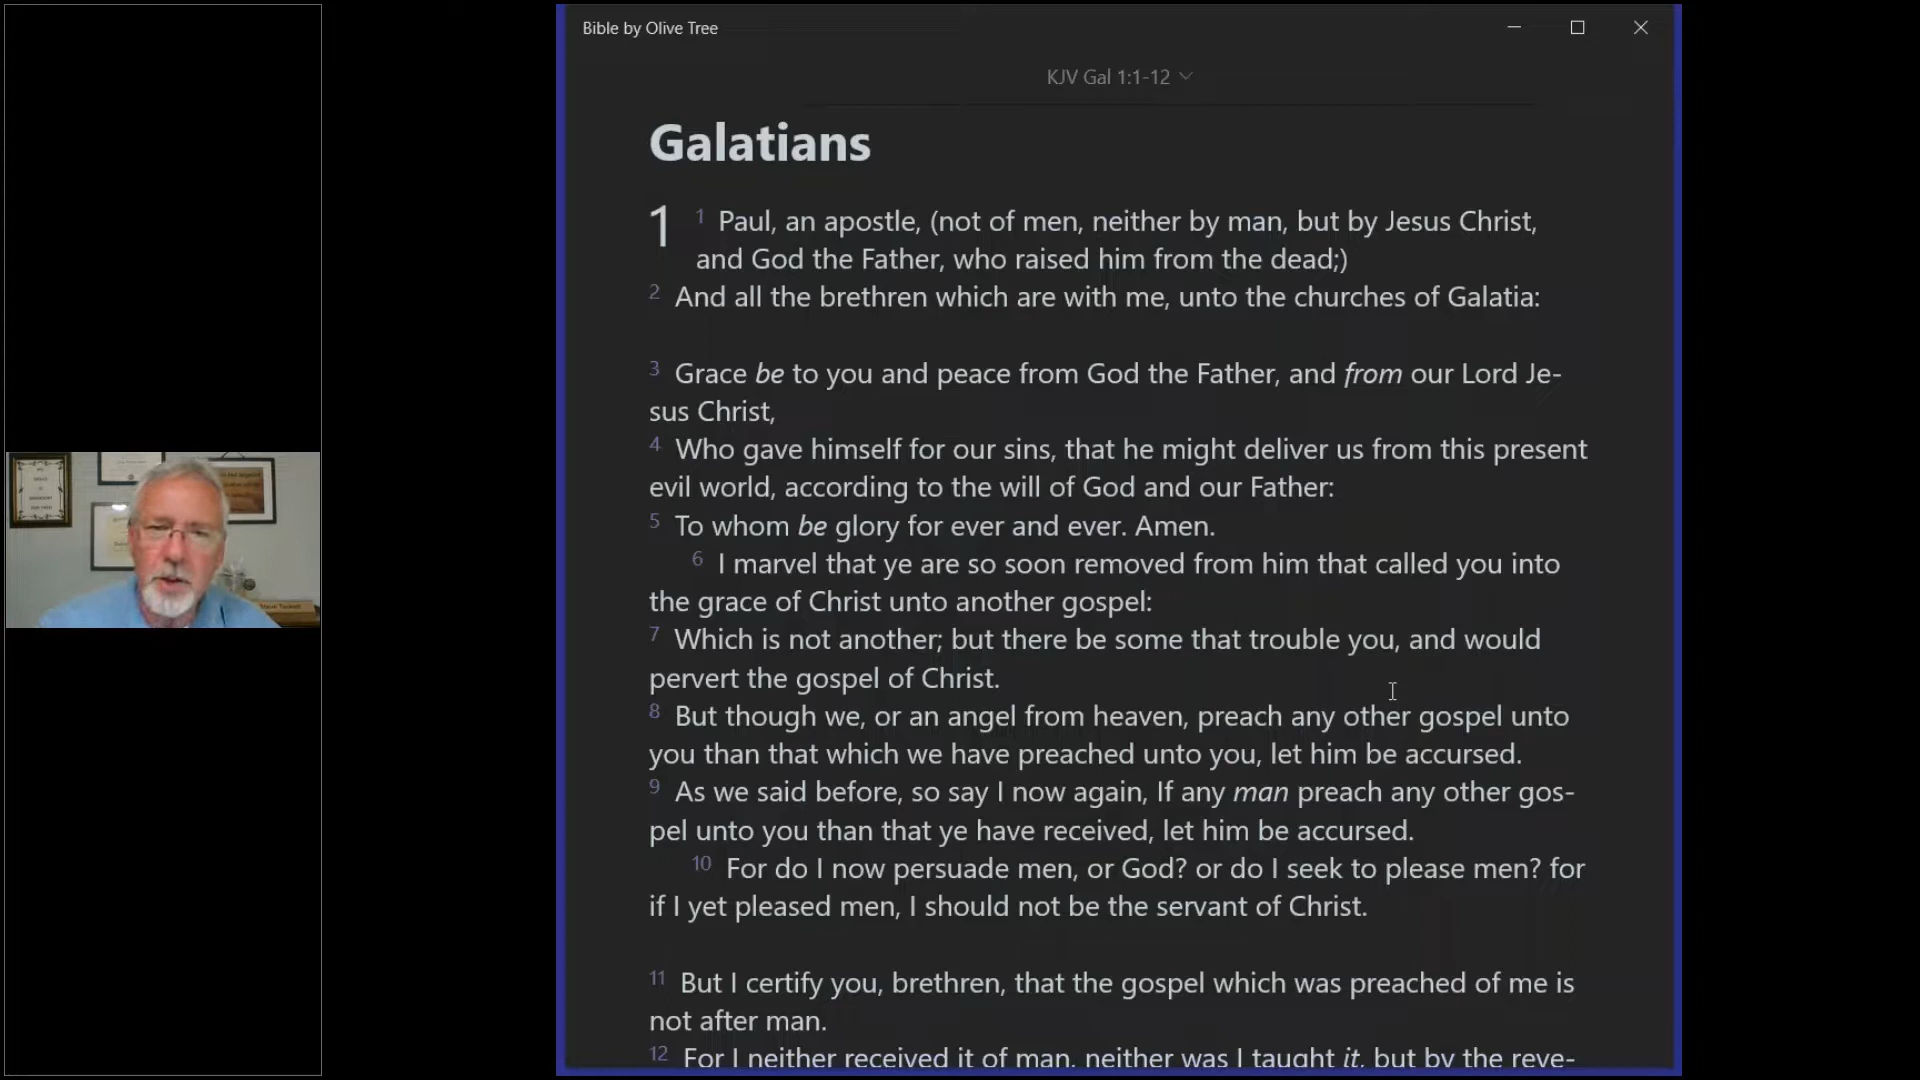 Bible by Olive Tree
KJV Gal 1:1-12
Galatians
1 1 Paul, an apostle, (not of men, neither by man, but by Jesus Christ,
and God the Father, who raised him from the dead;)
2 And all the brethren which are with me, unto the churches of Galatia:
3 Grace be to you and peace from God the Father, and from our Lord Je-
sus Christ,
4 Who gave himself for our sins, that he might deliver us from this present
evil world, according to the will of God and our Father:
5 To whom be glory for ever and ever. Amen.
6 I marvel that ye are so soon removed from him that called you into
the grace of Christ unto another gospel:
7 Which is not another; but there be some that trouble you, and would
pervert the gospel of Christ.
8 But though we, or an angel from heaven, preach any other gospel unto
you than that which we have preached unto you, let him be accursed.
9 As we said before, so say I now again, If any man preach any other gos-
pel unto you than that ye have received, let him be accursed.
10 For do I now persuade men, or God? or do I seek to please men? for
if I yet pleased men, I should not be the servant of Christ.
11 But I certify you, brethren, that the gospel which was preached of me is
not after man.
12 For I neither received it of man, neither was I taught it, but by the reve-